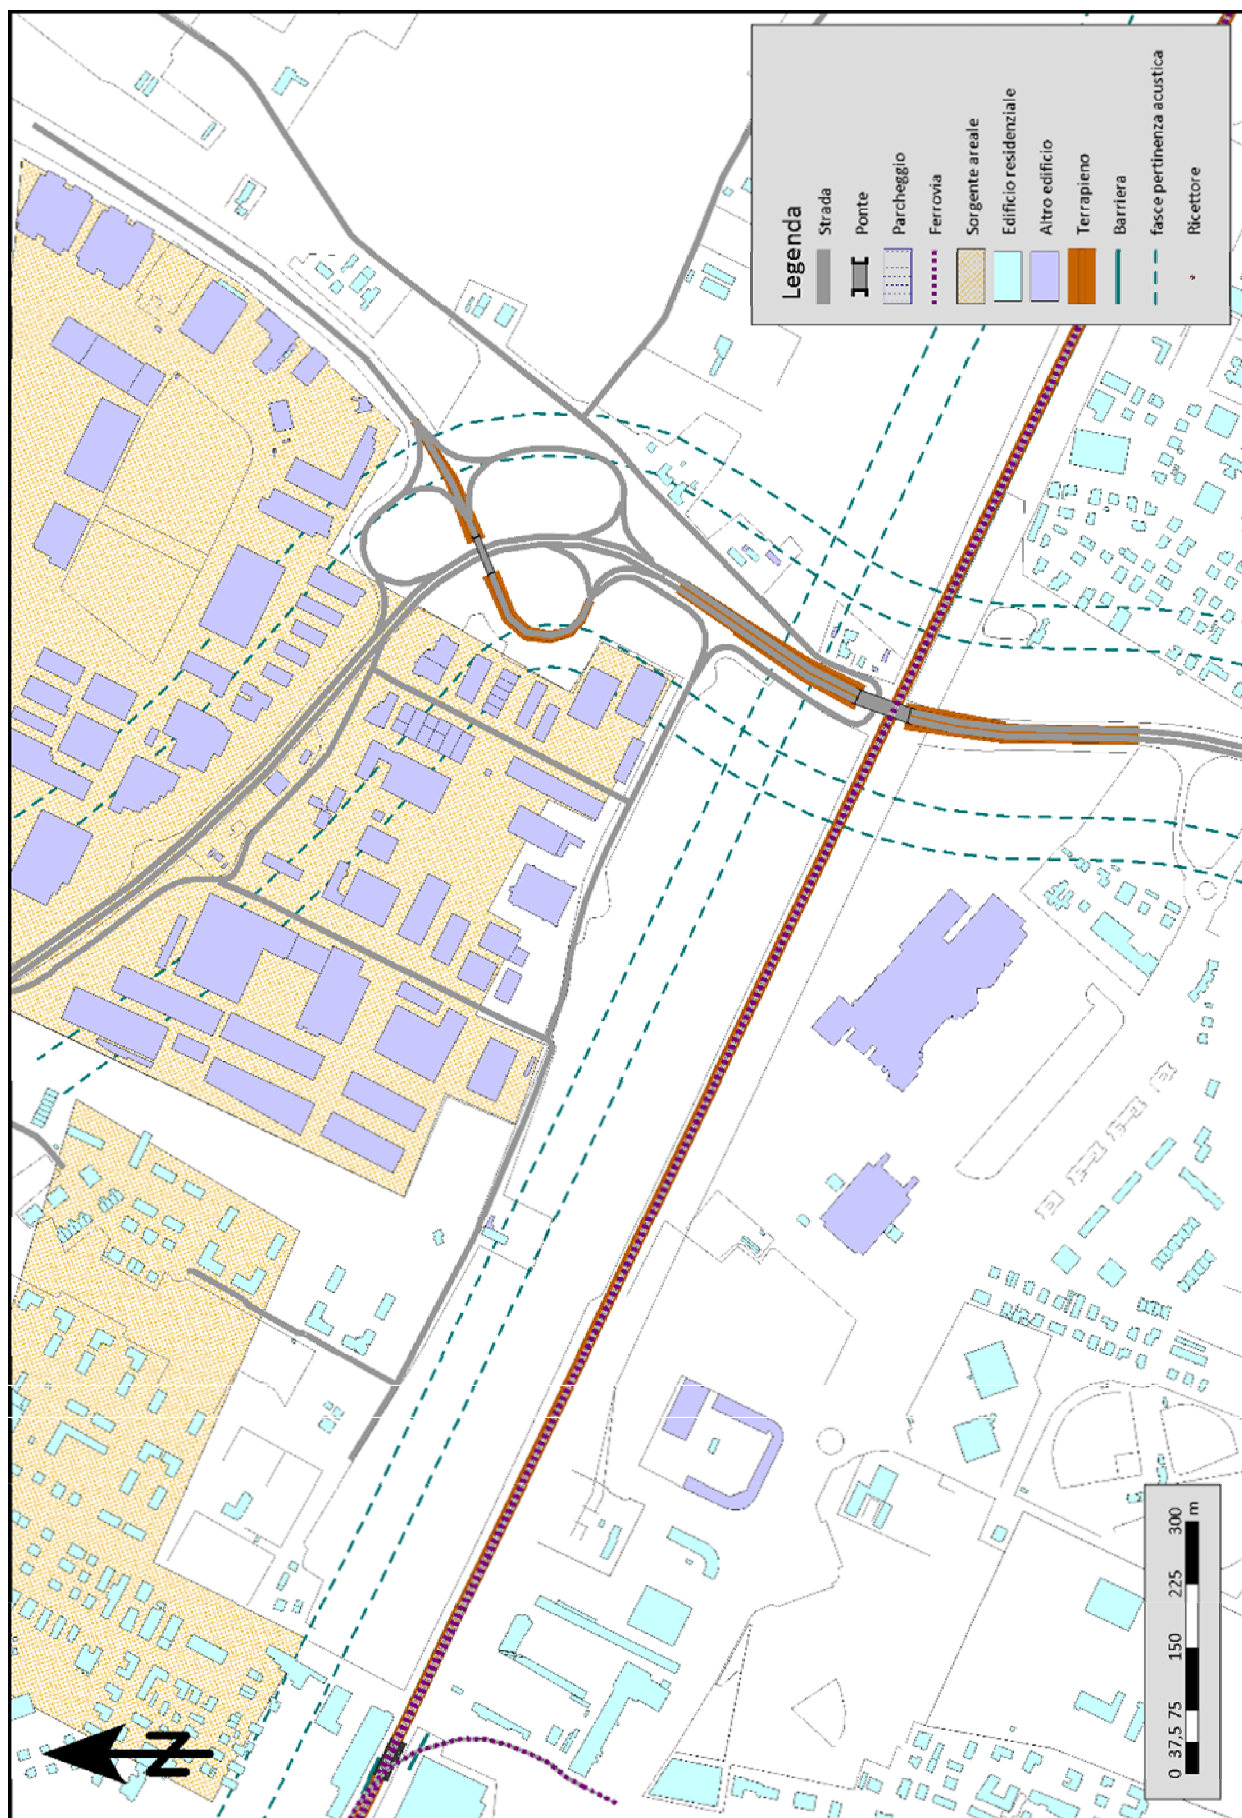 Legenda
Strada
Ponte
Parcheggio
Ferrovia
Sorgente areale
Edificio residenziale
Altro edificio
Terrapieno
Barriera
fasce pertinenza acustica
Ricettore
0 37.5 75 150 225 300
m
N